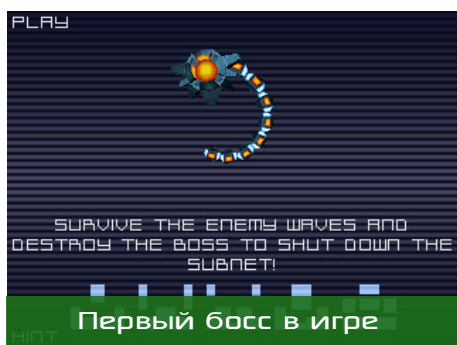 PLAY
SURVIVE THE ENEMY WAVES AND
DESTROY THE BOSS TO SHUT DOWN THE
SUBNET!
Первый босс в игре
HINT